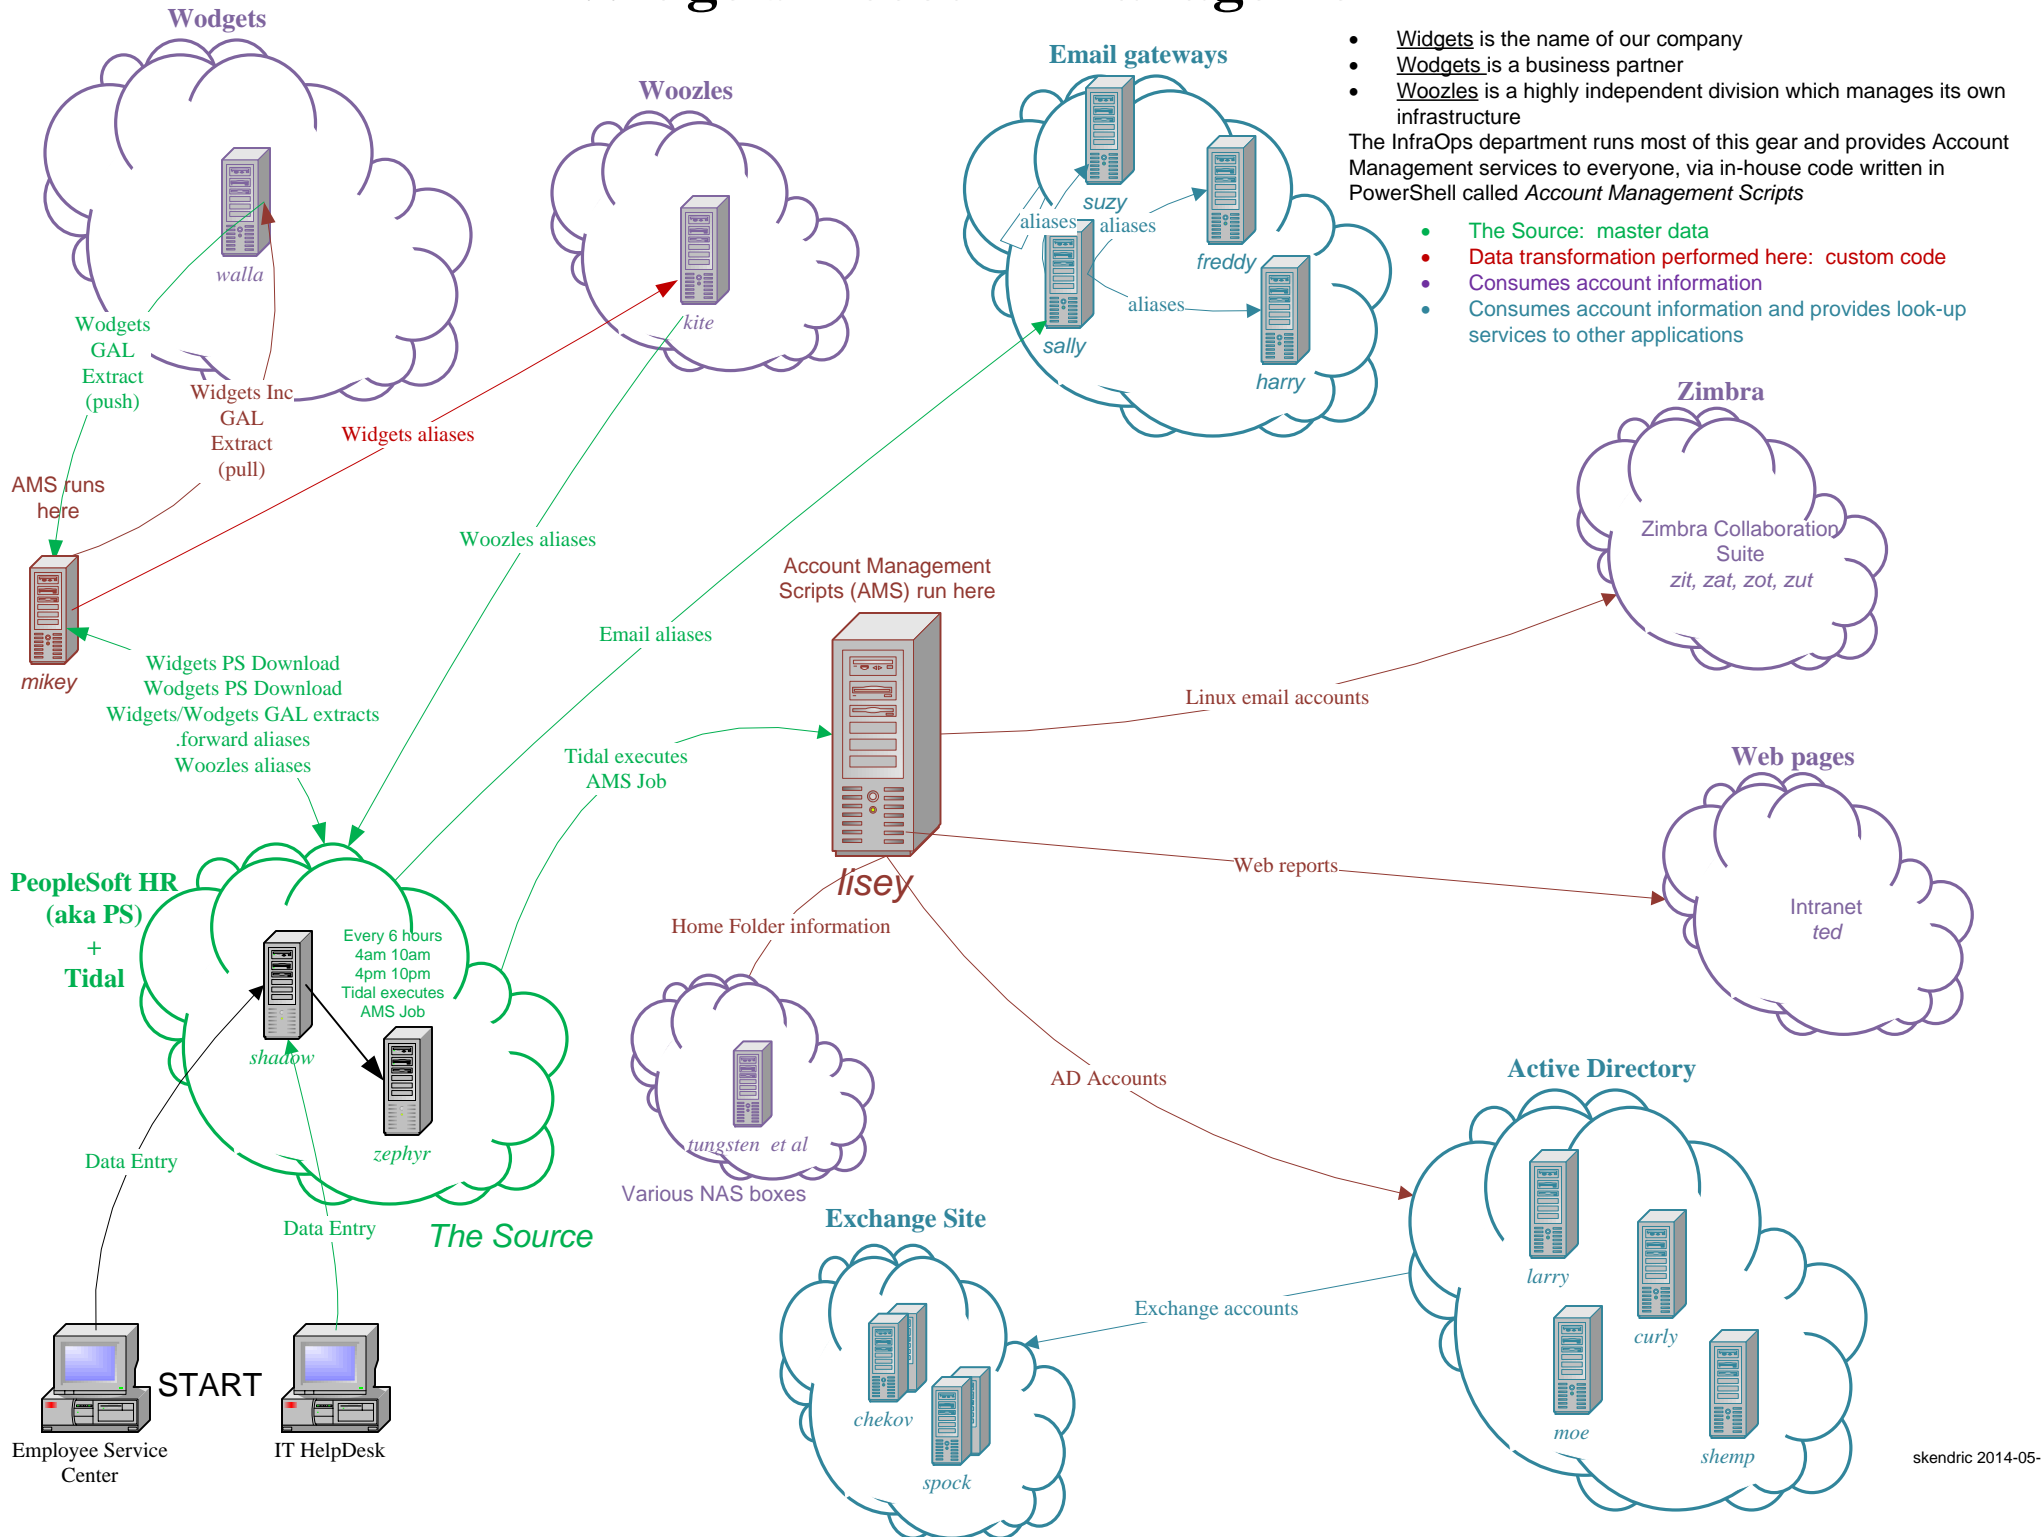 Wodgets
Woozles
Email gateways
• Widgets is the name of our company
• Wodgets is a business partner
• Woozles is a highly independent division which manages its own
infrastructure
The InfraOps department runs most of this gear and provides Account
Management services to everyone, via in-house code written in
PowerShell called Account Management Scripts
• The Source: master data
• Data transformation performed here: custom code
• Consumes account information
• Consumes account information and provides look-up
services to other applications
walla
kite
suzy
aliases
aliases
freddy
aliases
sally
harry
Wodgets
GAL
Extract
(push)
Widgets Inc
GAL
Extract
(pull)
Widgets aliases
AMS runs
here
mikey
Woozles aliases
Email aliases
Zimbra
Zimbra Collaboration
Suite
zit, zat, zot, zut
Account Management
Scripts (AMS) run here
lisey
Linux email accounts
Widgets PS Download
Wodgets PS Download
Widgets/Wodgets GAL extracts
.forward aliases
Woozles aliases
Tidal executes
AMS Job
Web pages
Web reports
Intranet
ted
PeopleSoft HR
(aka PS)
+
Tidal
Every 6 hours
4am 10am
4pm 10pm
Tidal executes
AMS Job
shadow
zephyr
Home Folder information
tungsten et al
Various NAS boxes
AD Accounts
Active Directory
larry
curly
moe
shemp
Data Entry
Data Entry
The Source
Exchange Site
Exchange accounts
chekov
spock
START
Employee Service
Center
IT HelpDesk
skendric 2014-05-